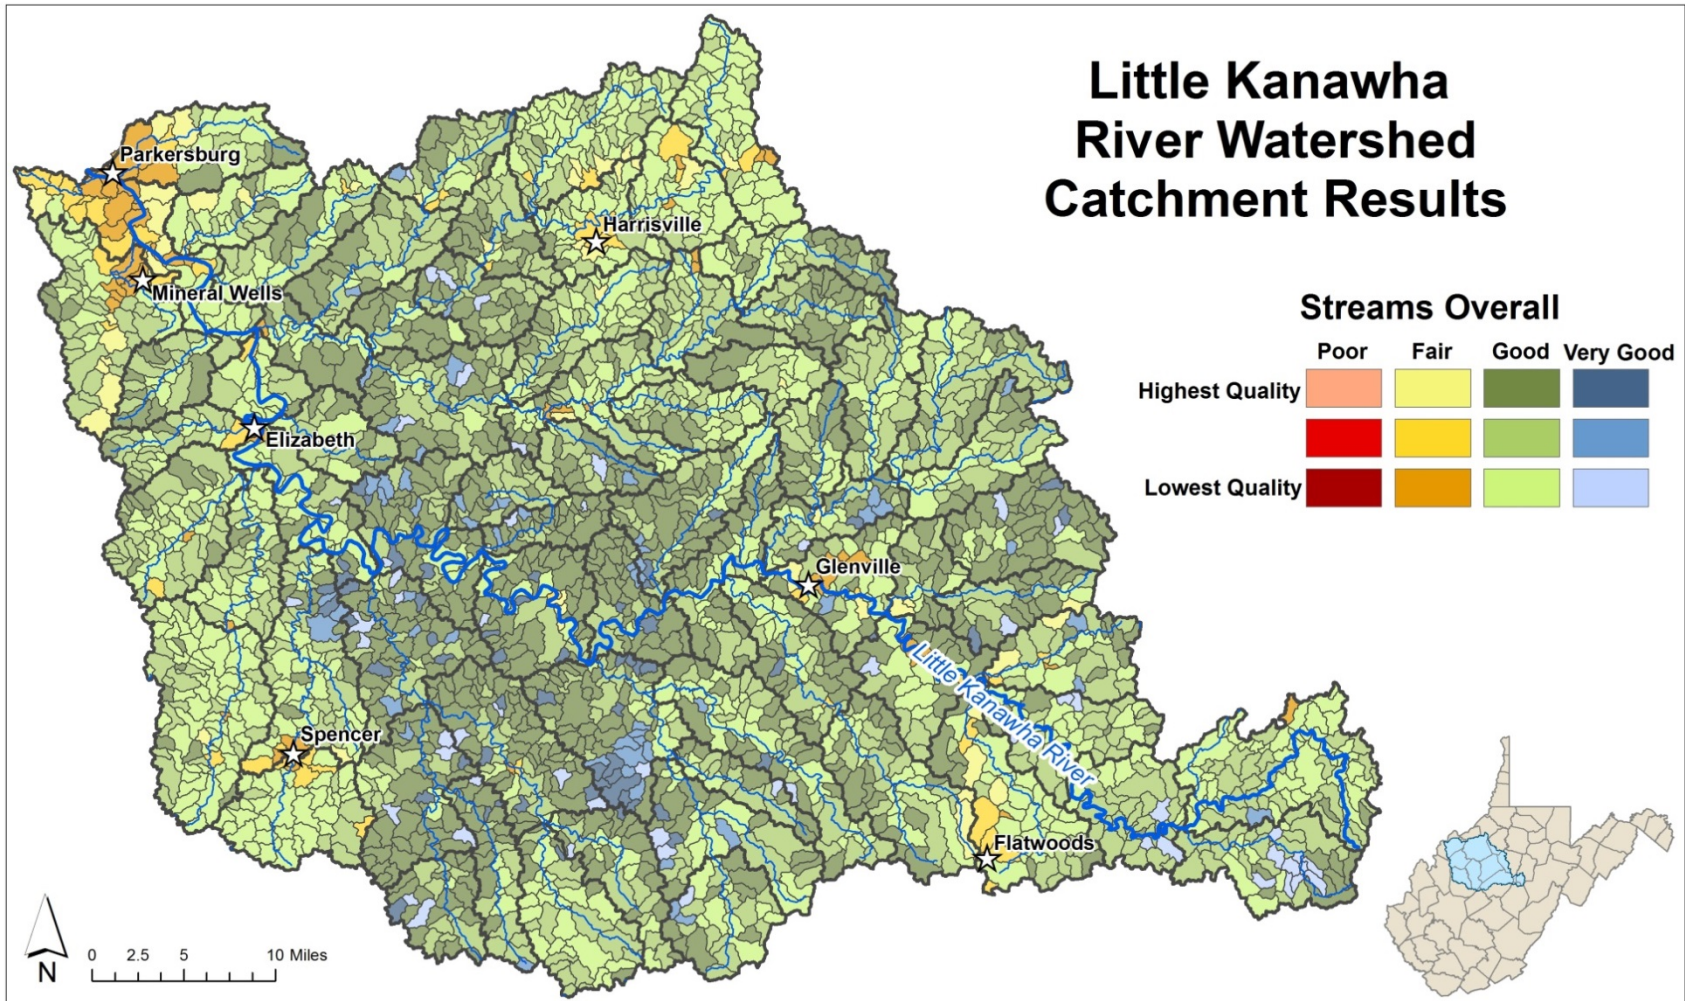 Little Kanawha
River Watershed
Catchment Results
Parkersburg
Harrisville
Mineral Wells
Streams Overall
Poor Fair Good Very Good
Highest Quality
Lowest Quality
Elizabeth
Glenville
Little Kanawha River
Spencer
Flatwoods
N
0 2.5 5 10 Miles